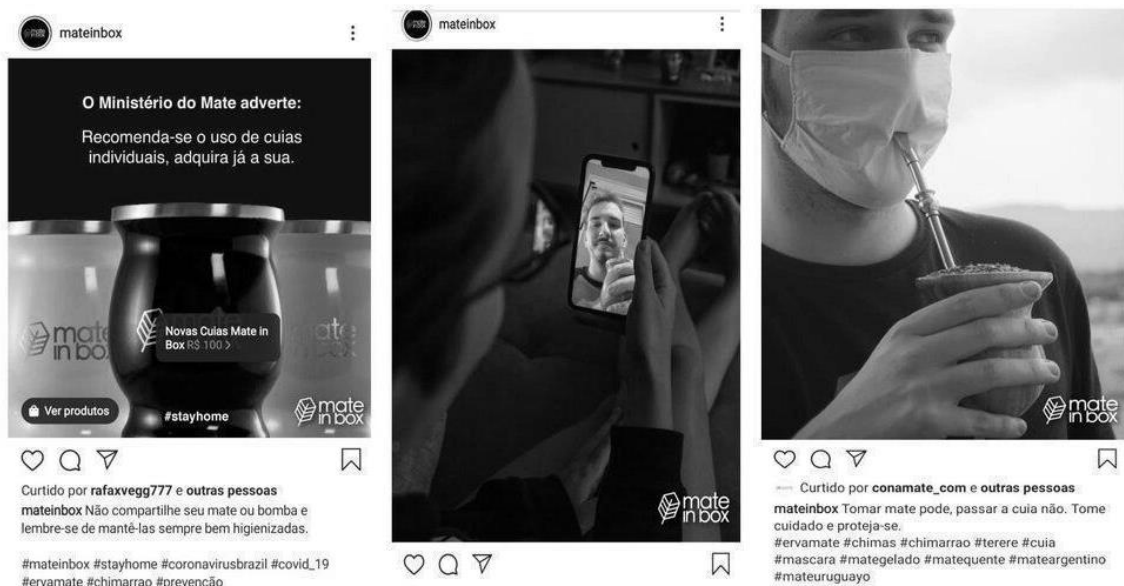 mateinbox
O Ministério do Mate adverte:
Recomenda-se o uso de cuias
individuais, adquira já a sua.
mate
in box
Novas Cuias Mate in
Box R$ 100 >
Ver produtos
#stayhome
mate
in box
Curtido por rafaxvegg777 e outras pessoas
mateinbox Não compartilhe seu mate ou bomba e
lembre-se de mantê-las sempre bem higienizadas.
#mateinbox #stayhome #coronavirusbrazil #covid_19
#ervamate #chimarrao #prevenção
mateinbox
mate
in box
mate
in box
Curtido por conamate_com e outras pessoas
mateinbox Tomar mate pode, passar a cuia não. Tome
cuidado e proteja-se.
#ervamate #chimas #chimarrao #terere #cuia
#mascara #mategelado #matequente #mateargentino
#mateuruguayo